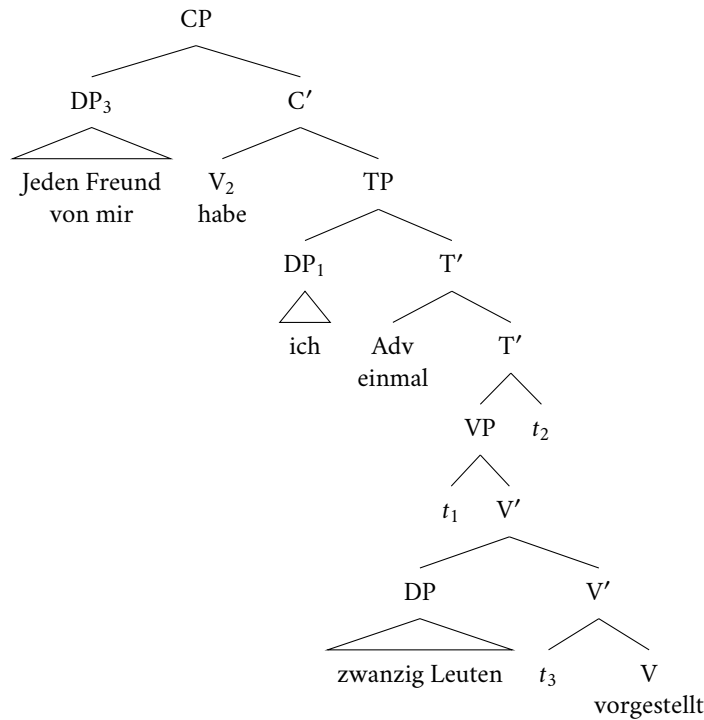 CP
DP₃ C′
Jeden Freund
von mir
V₂ TP
habe
DP₁ T′
ich Adv T′
einmal
VP t₂
t₁ V′
DP V′
zwanzig Leuten t₃ V
vorgestellt